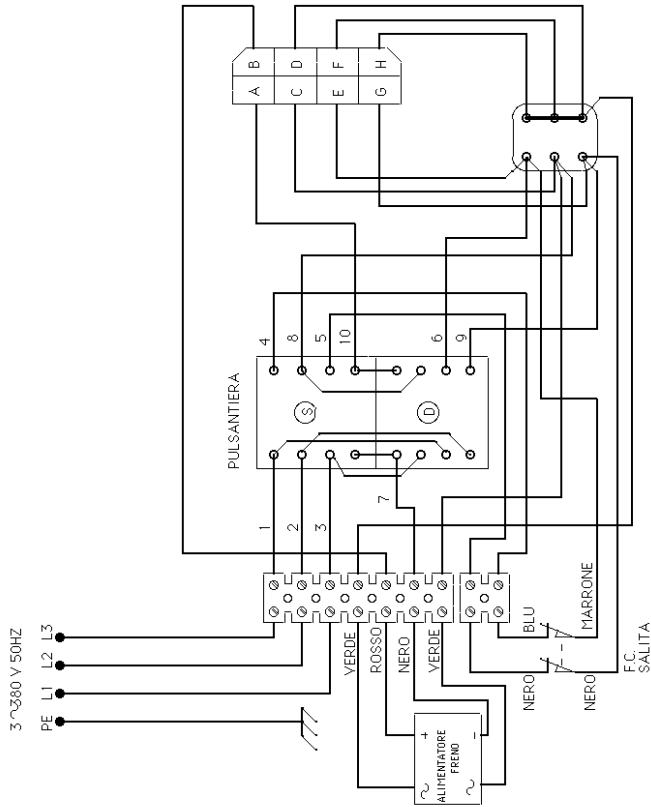 3 ~380 V 50HZ
PE L1 L2 L3
PULSANTIERA
1 2 3 7
4 8 5 10 6 9
S
D
A C E G
B D F H
VERDE
ROSSO
NERO
VERDE
ALIMENTATORE
FRENO
+ -
~ ~
NERO
BLU
NERO
MARRONE
F.C.
SALITA